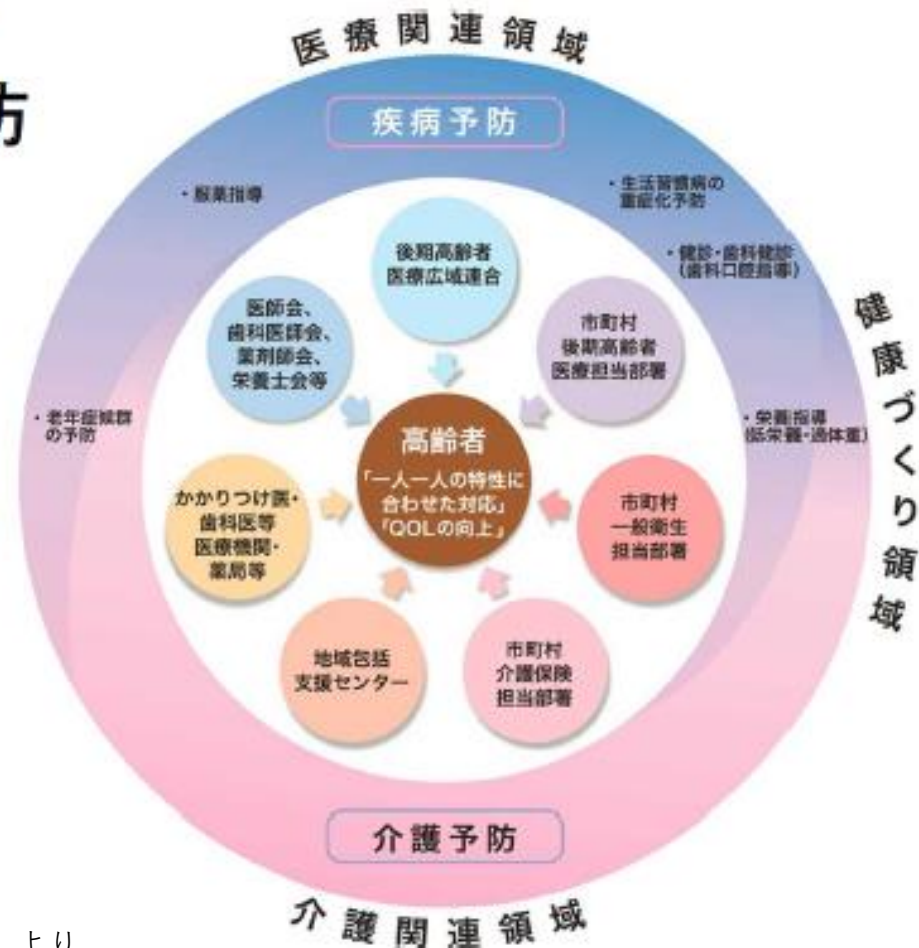 医療関連領域
防
疾病予防
・服薬指導
・生活習慣病の
重症化予防
・健診・歯科健診
(歯科口腔指導)
後期高齢者
医療広域連合
医師会、
歯科医師会、
薬剤師会、
栄養士会等
市町村
後期高齢者
医療担当部署
健康づくり領域
・老年症候群
の予防
・栄養指導
(低栄養・過体重)
高齢者
「一人一人の特性に
合わせた対応」
「QOLの向上」
かかりつけ医・
歯科医等
医療機関・
薬局等
市町村
一般衛生
担当部署
地域包括
支援センター
市町村
介護保険
担当部署
介護予防
介護関連領域
より